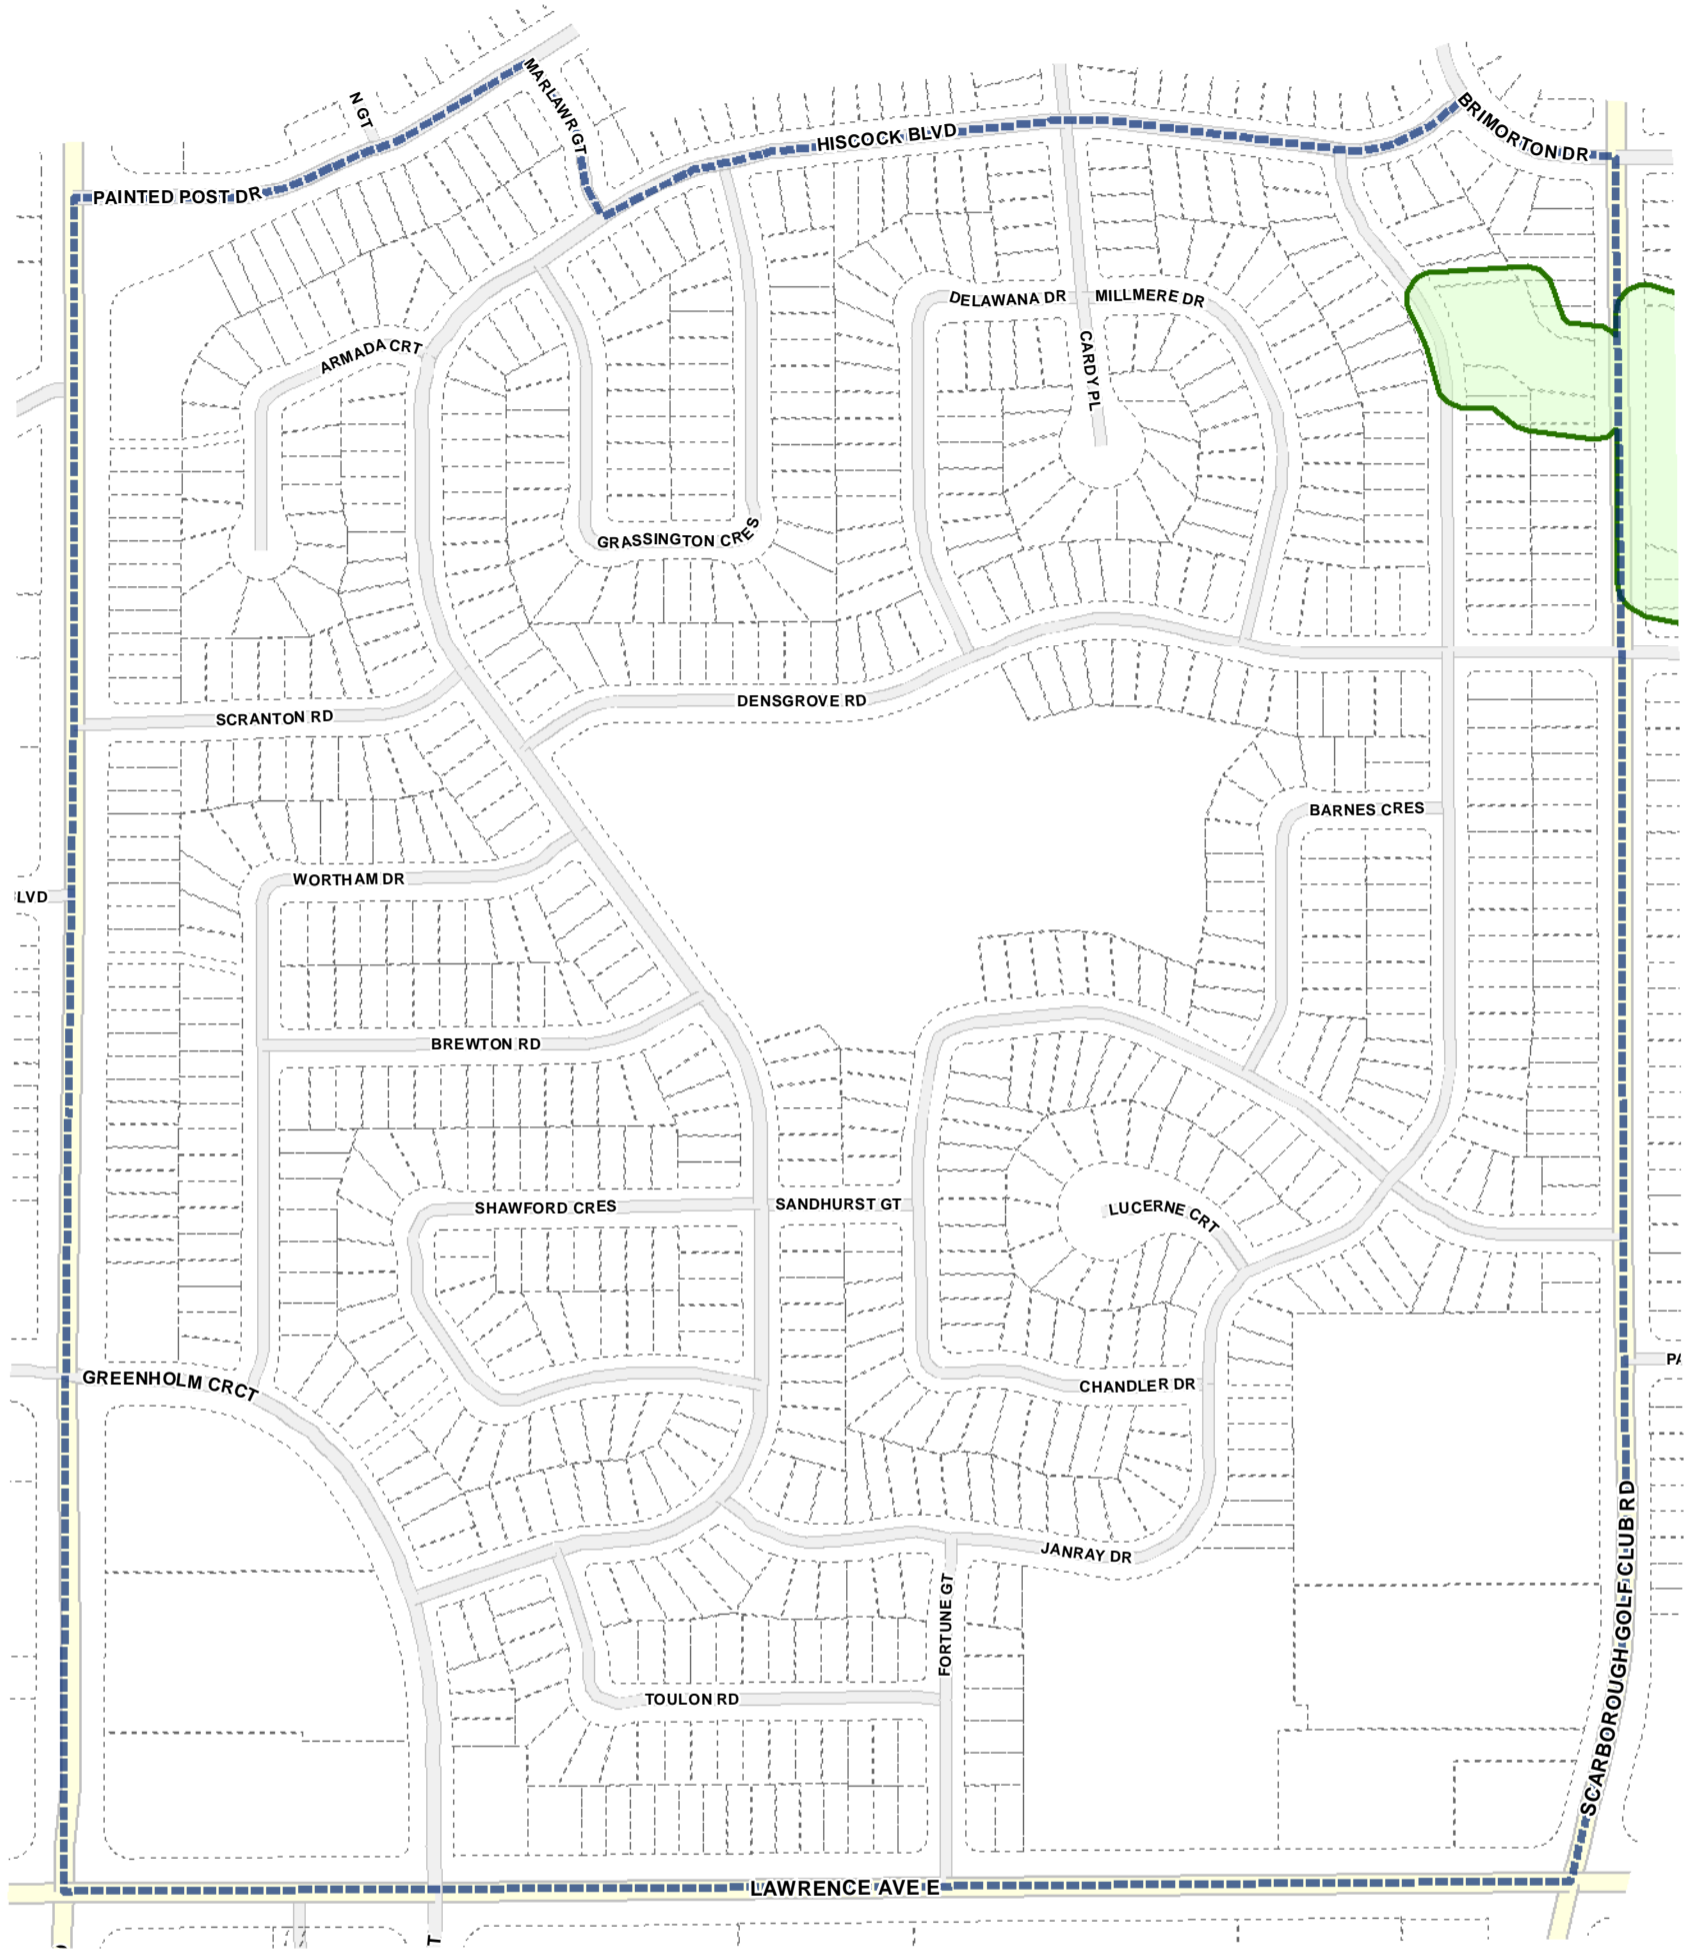 MARLAWR GT
N GT
BRIMORTON DR
HISCOCK BLVD
PAINTED POST DR
DELAWANA DR
MILLMERE DR
ARMADA CRT
CARDY PL
GRASSINGTON CRES
DENSGROVE RD
SCRANTON RD
BARNES CRES
WORTHAM DR
LVD
BREWTON RD
SHAWFORD CRES
SANDHURST GT
LUCERNE CRT
PA
GREENHOLM CRCT
CHANDLER DR
JANRAY DR
SCARBOROUGH GOLF CLUB RD
FORTUNE GT
TOULON RD
LAWRENCE AVE E
T